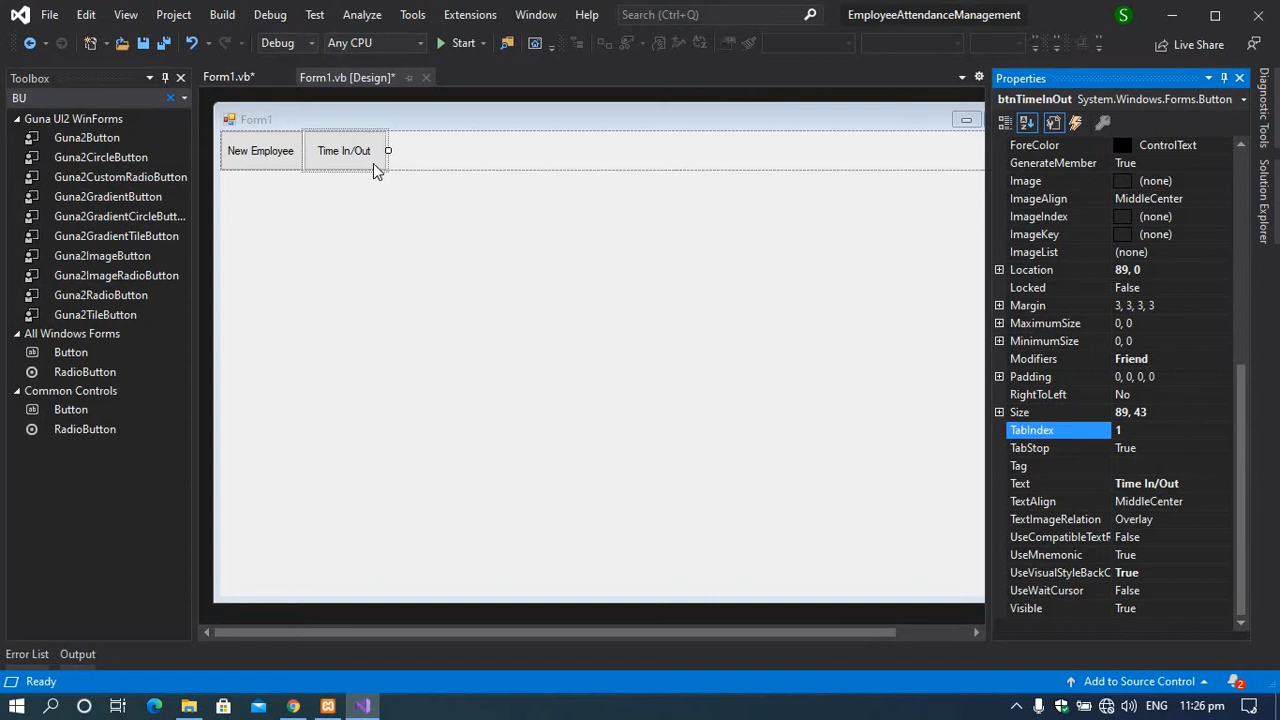 File Edit View Project Build Debug Test Analyze Tools Extensions Window Help Search (Ctrl+Q) EmployeeAttendanceManagement S
Debug Any CPU Start Live Share
Toolbox
BU
Guna UI2 WinForms
Guna2Button
Guna2CircleButton
Guna2CustomRadioButton
Guna2GradientButton
Guna2GradientCircleButt...
Guna2GradientTileButton
Guna2ImageButton
Guna2ImageRadioButton
Guna2RadioButton
Guna2TileButton
All Windows Forms
Button
RadioButton
Common Controls
Button
RadioButton
Form1.vb* Form1.vb [Design]*
Form1
New Employee Time In/Out
Properties
btnTimeInOut System.Windows.Forms.Button
ForeColor ControlText
GenerateMember True
Image (none)
ImageAlign MiddleCenter
ImageIndex (none)
ImageKey (none)
ImageList (none)
Location 89, 0
Locked False
Margin 3, 3, 3, 3
MaximumSize 0, 0
MinimumSize 0, 0
Modifiers Friend
Padding 0, 0, 0, 0
RightToLeft No
Size 89, 43
TabIndex 1
TabStop True
Tag
Text Time In/Out
TextAlign MiddleCenter
TextImageRelation Overlay
UseCompatibleTextR False
UseMnemonic True
UseVisualStyleBackC True
UseWaitCursor False
Visible True
Diagnostic Tools
Solution Explorer
Error List Output
Ready Add to Source Control 2
ENG 11:26 pm